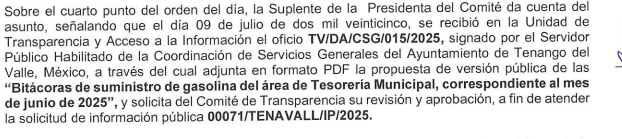 Sobre el cuarto punto del orden del día, la Suplente de la Presidenta del Comité da cuenta del
asunto, señalando que el día 09 de julio de dos mil veinticinco, se recibió en la Unidad de
Transparencia y Acceso a la Información el oficio TV/DA/CSG/015/2025, signado por el Servidor
Público Habilitado de la Coordinación de Servicios Generales del Ayuntamiento de Tenango del
Valle, México, a través del cual adjunta en formato PDF la propuesta de versión pública de las
“Bitácoras de suministro de gasolina del área de Tesorería Municipal, correspondiente al mes
de junio de 2025”, y solicita del Comité de Transparencia su revisión y aprobación, a fin de atender
la solicitud de información pública 00071/TENAVALL/IP/2025.